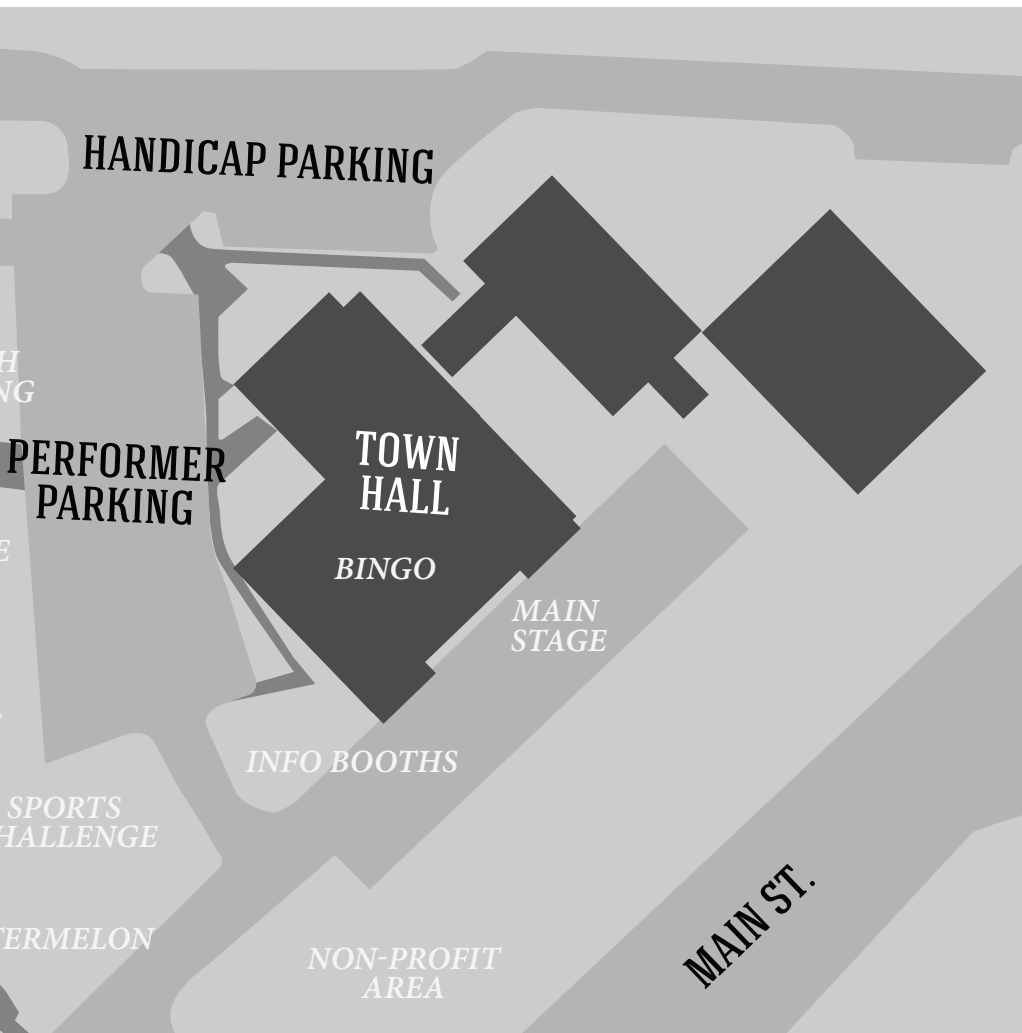 HANDICAP PARKING
PERFORMER
PARKING
TOWN
HALL
BINGO
MAIN
STAGE
INFO BOOTHS
SPORTS
HALLENGE
TERMELON
NON-PROFIT
AREA
MAIN ST.